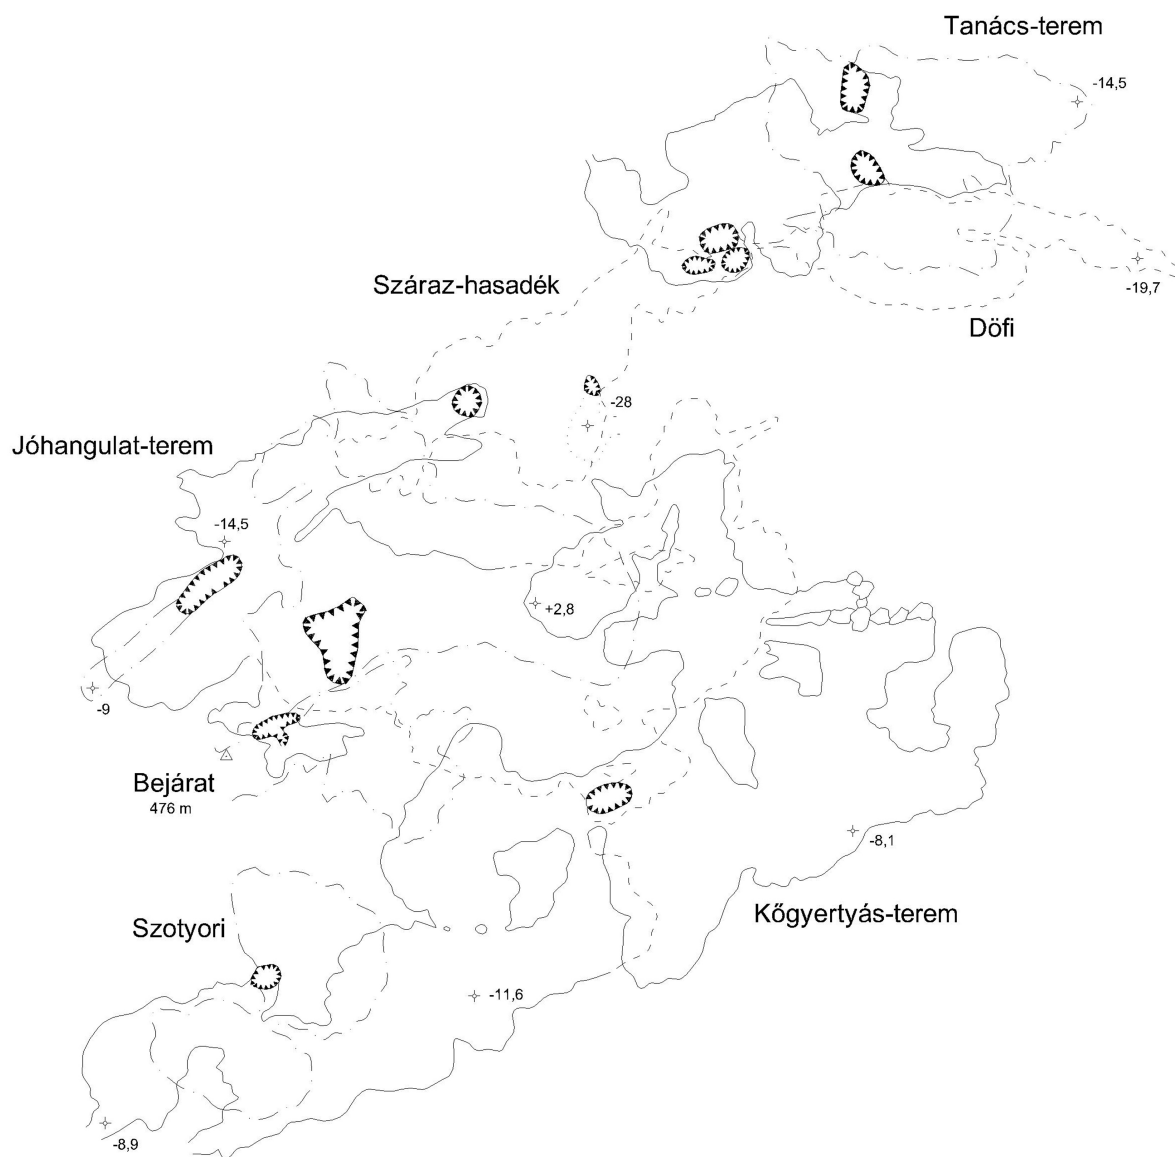 Tanács-terem
-14,5
Száraz-hasadék
-19,7
Döfi
-28
Jóhangulat-terem
-14,5
+2,8
-9
Bejárat
476 m
-8,1
Szotyori
Kőgyertyás-terem
-11,6
-8,9